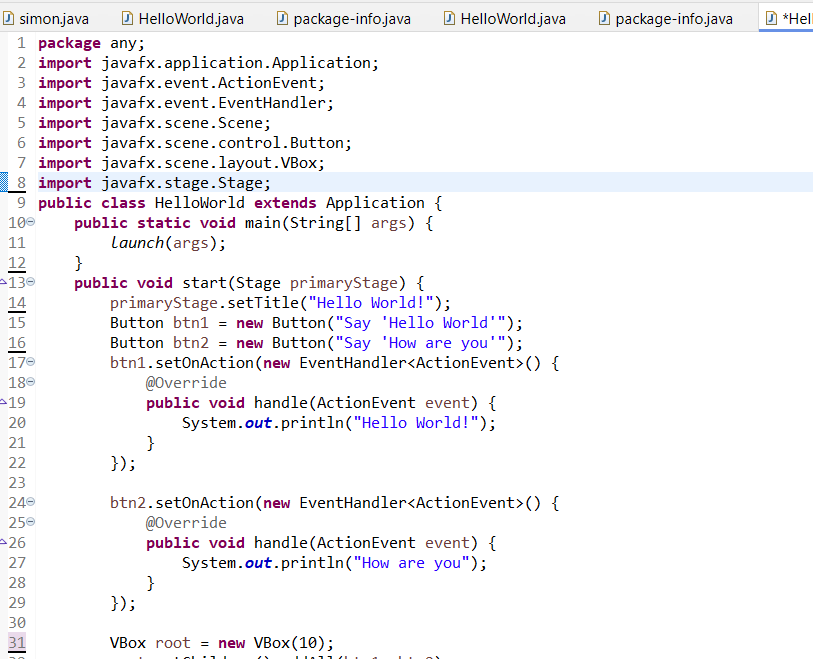 simon.java HelloWorld.java package-info.java HelloWorld.java package-info.java *Hell
1 package any;
2 import javafx.application.Application;
3 import javafx.event.ActionEvent;
4 import javafx.event.EventHandler;
5 import javafx.scene.Scene;
6 import javafx.scene.control.Button;
7 import javafx.scene.layout.VBox;
8 import javafx.stage.Stage;
9 public class HelloWorld extends Application {
10 public static void main(String[] args) {
11 launch(args);
12 }
13 public void start(Stage primaryStage) {
14 primaryStage.setTitle("Hello World!");
15 Button btn1 = new Button("Say 'Hello World'");
16 Button btn2 = new Button("Say 'How are you'");
17 btn1.setOnAction(new EventHandler<ActionEvent>() {
18 @Override
19 public void handle(ActionEvent event) {
20 System.out.println("Hello World!");
21 }
22 });
23
24 btn2.setOnAction(new EventHandler<ActionEvent>() {
25 @Override
26 public void handle(ActionEvent event) {
27 System.out.println("How are you");
28 }
29 });
30
31 VBox root = new VBox(10);